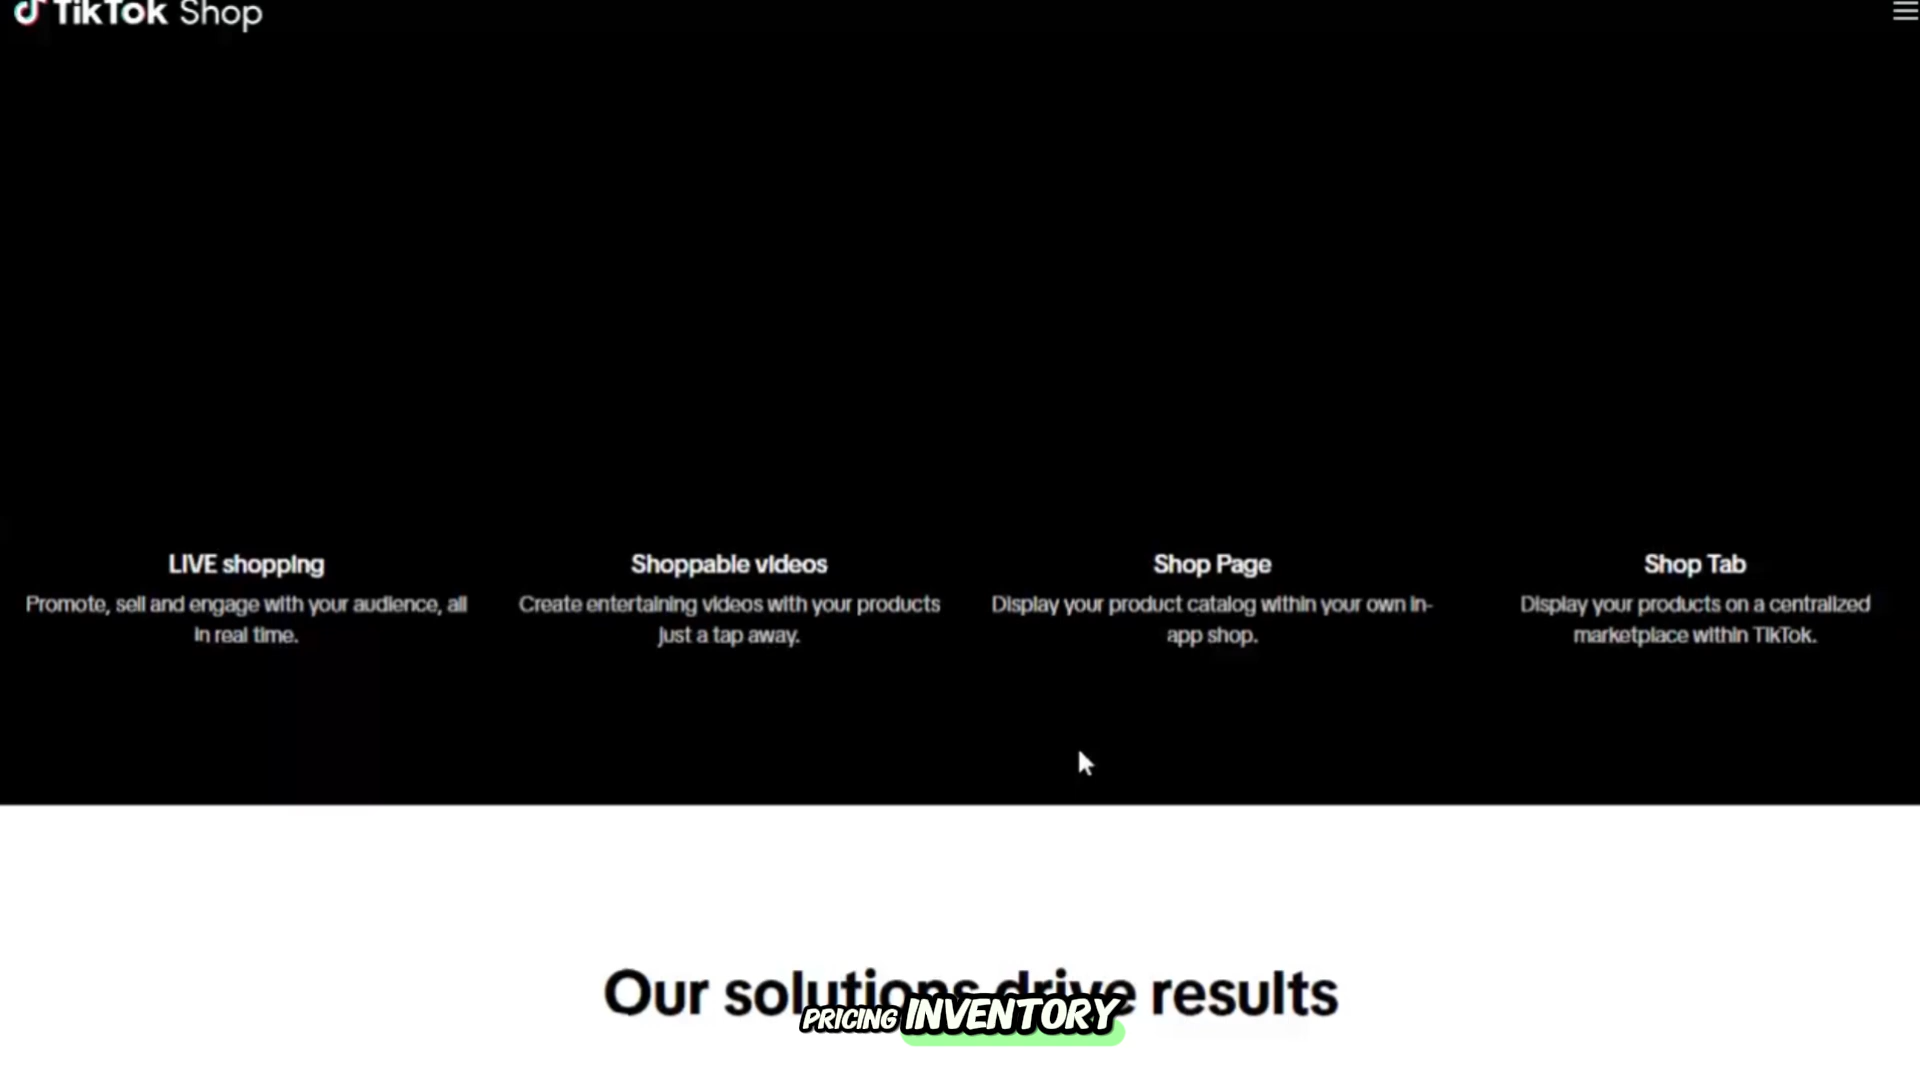 TikTok Shop
LIVE shopping
Promote, sell and engage with your audience, all
in real time.
Shoppable videos
Create entertaining videos with your products
just a tap away.
Shop Page
Display your product catalog within your own in-
app shop.
Shop Tab
Display your products on a centralized
marketplace within TikTok.
Our solutions drive results
PRICING INVENTORY